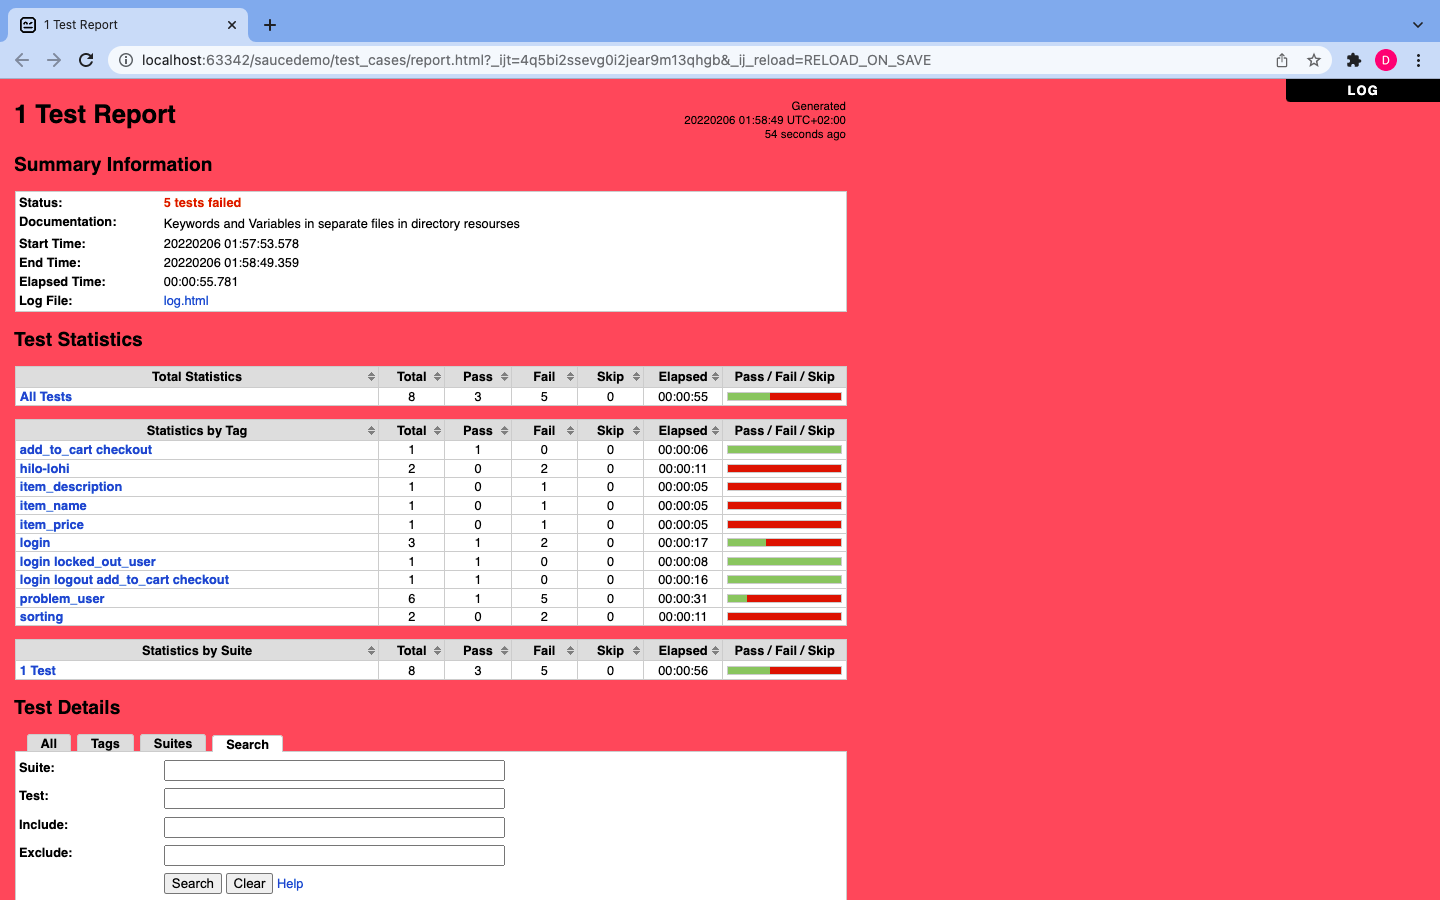 1 Test Report
localhost:63342/saucedemo/test_cases/report.html?_ijt=4q5bi2ssevg0i2jear9m13qhgb&_ij_reload=RELOAD_ON_SAVE
D
LOG
1 Test Report
Generated
20220206 01:58:49 UTC+02:00
54 seconds ago
Summary Information
Status: 5 tests failed
Documentation: Keywords and Variables in separate files in directory resourses
Start Time: 20220206 01:57:53.578
End Time: 20220206 01:58:49.359
Elapsed Time: 00:00:55.781
Log File: log.html
Test Statistics
Total Statistics Total Pass Fail Skip Elapsed Pass / Fail / Skip
All Tests 8 3 5 0 00:00:55
Statistics by Tag Total Pass Fail Skip Elapsed Pass / Fail / Skip
add_to_cart checkout 1 1 0 0 00:00:06
hilo-lohi 2 0 2 0 00:00:11
item_description 1 0 1 0 00:00:05
item_name 1 0 1 0 00:00:05
item_price 1 0 1 0 00:00:05
login 3 1 2 0 00:00:17
login locked_out_user 1 1 0 0 00:00:08
login logout add_to_cart checkout 1 1 0 0 00:00:16
problem_user 6 1 5 0 00:00:31
sorting 2 0 2 0 00:00:11
Statistics by Suite Total Pass Fail Skip Elapsed Pass / Fail / Skip
1 Test 8 3 5 0 00:00:56
Test Details
All Tags Suites Search
Suite:
Test:
Include:
Exclude:
Search Clear Help